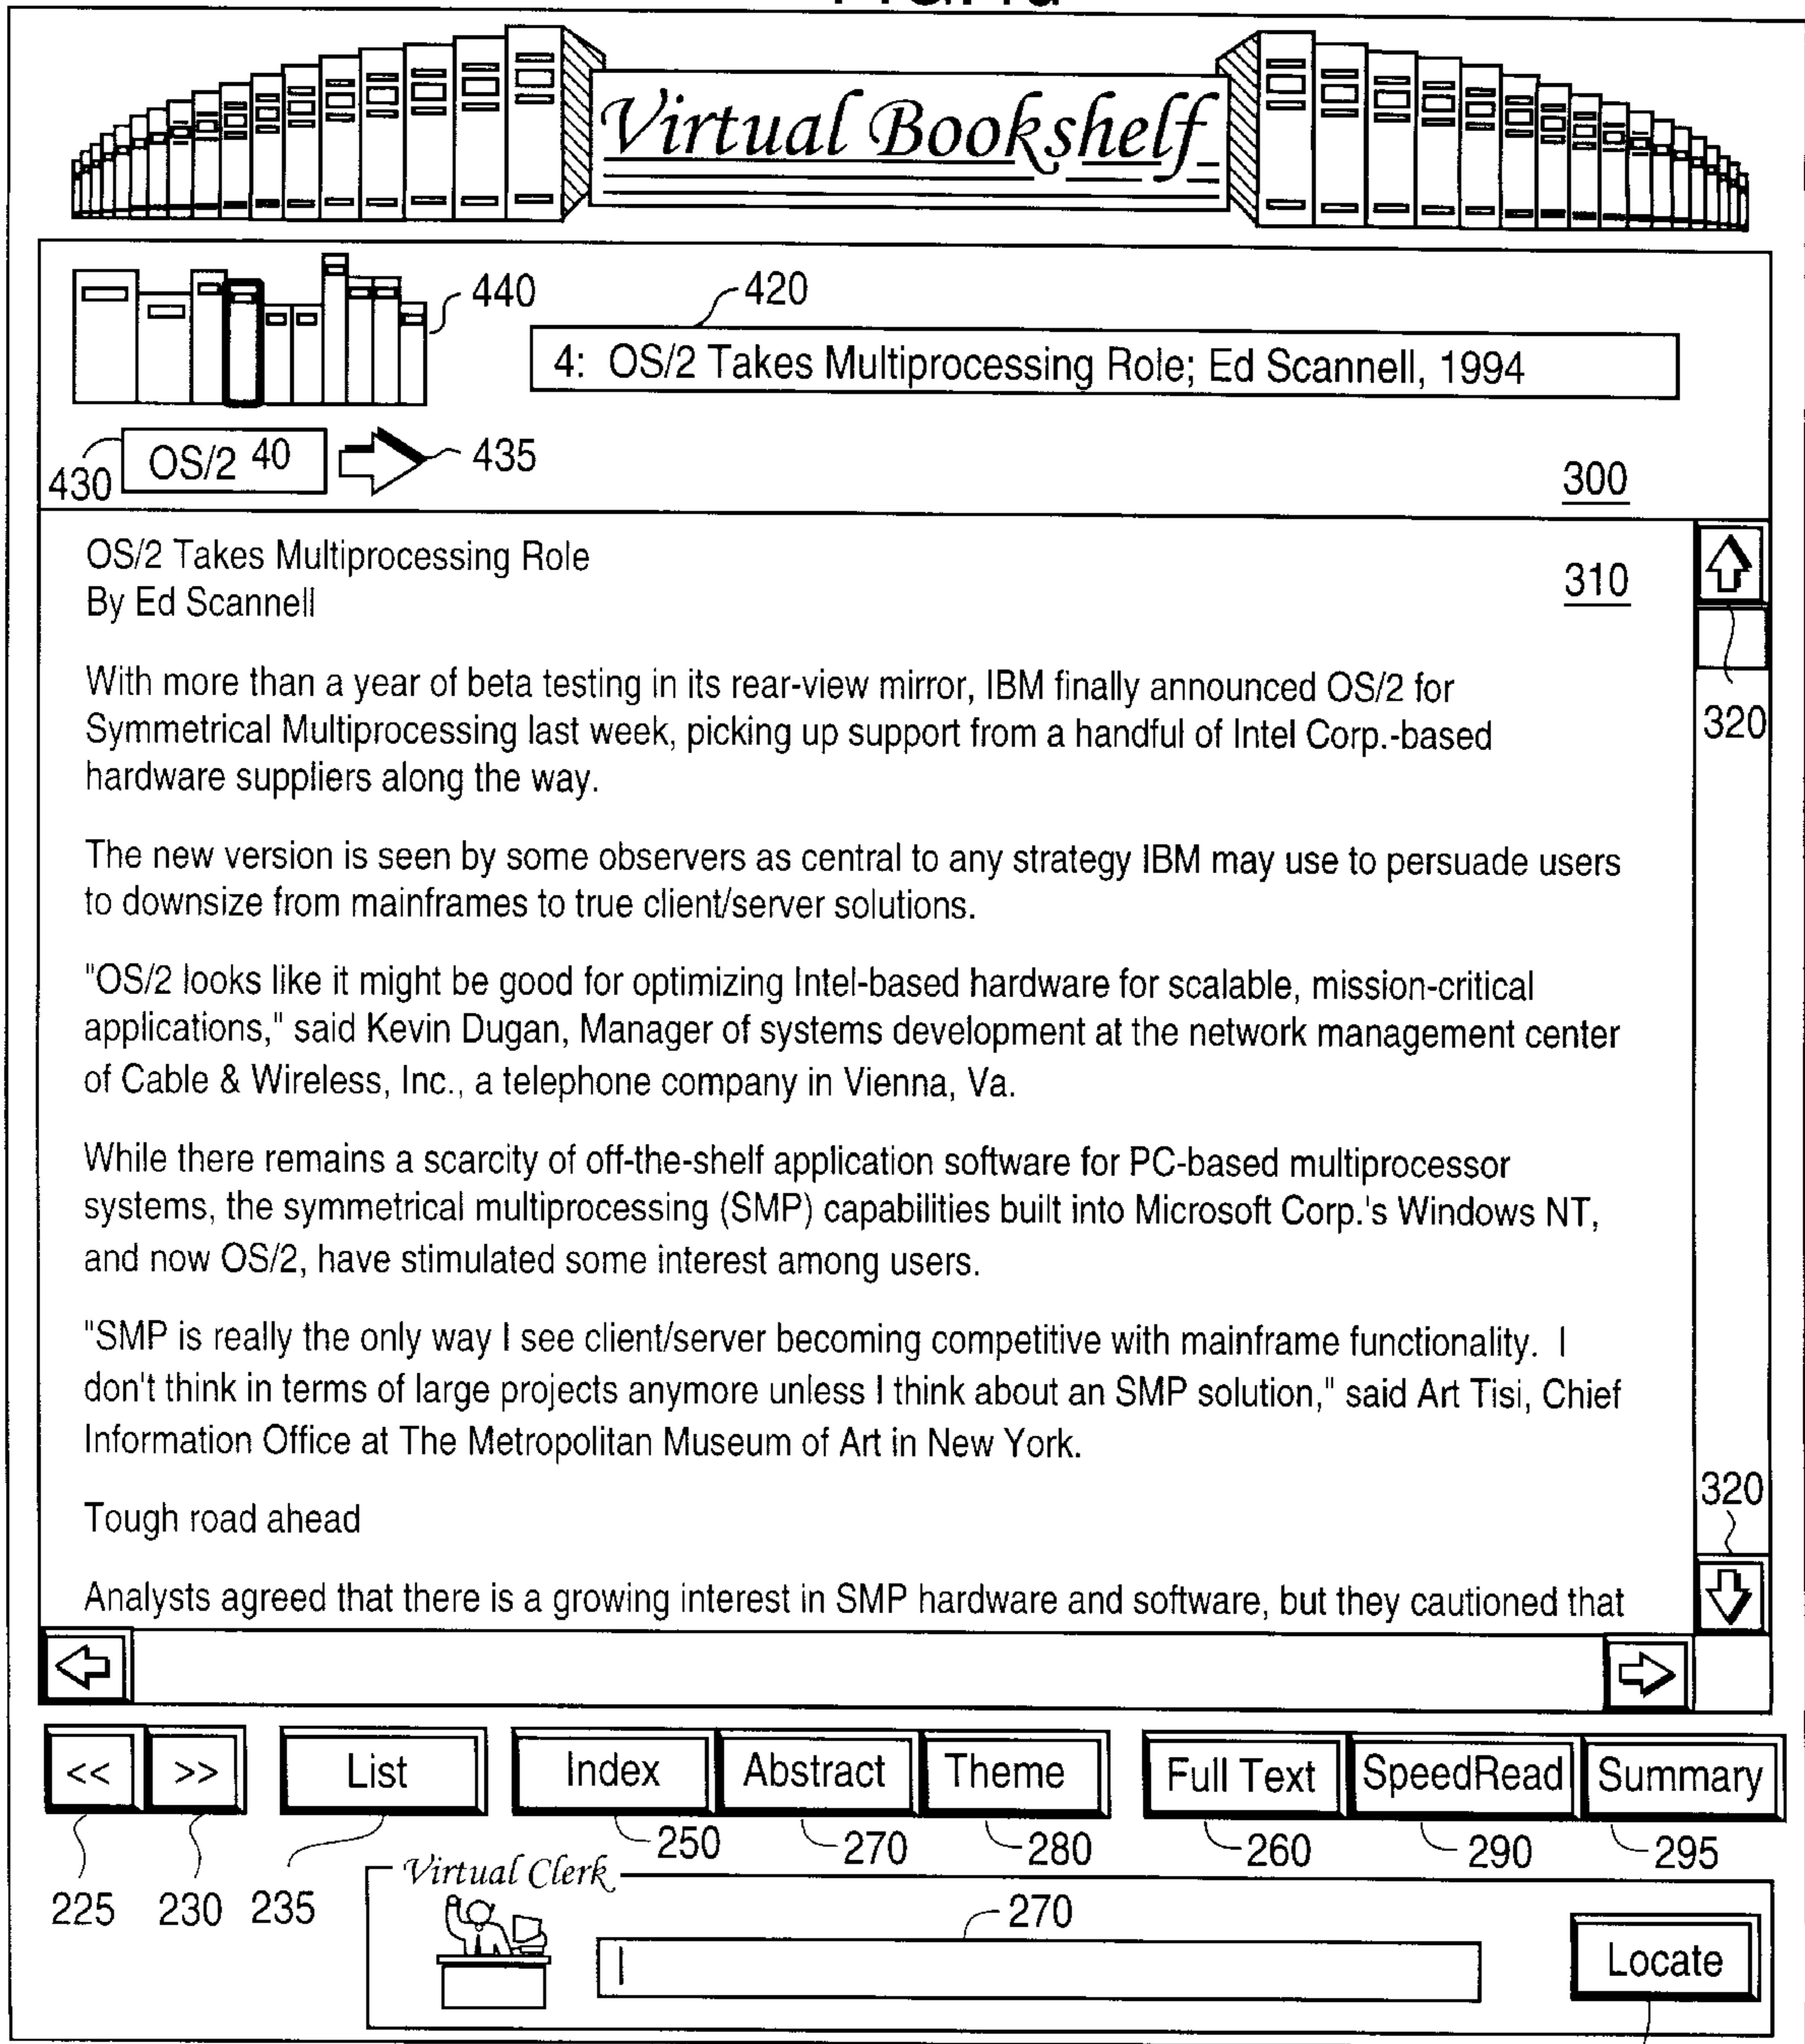 Virtual Bookshelf
440
420
4: OS/2 Takes Multiprocessing Role; Ed Scannell, 1994
430
OS/2 40
435
300
OS/2 Takes Multiprocessing Role
310
By Ed Scannell
With more than a year of beta testing in its rear-view mirror, IBM finally announced OS/2 for
Symmetrical Multiprocessing last week, picking up support from a handful of Intel Corp.-based
320
hardware suppliers along the way.
The new version is seen by some observers as central to any strategy IBM may use to persuade users
to downsize from mainframes to true client/server solutions.
"OS/2 looks like it might be good for optimizing Intel-based hardware for scalable, mission-critical
applications," said Kevin Dugan, Manager of systems development at the network management center
of Cable & Wireless, Inc., a telephone company in Vienna, Va.
While there remains a scarcity of off-the-shelf application software for PC-based multiprocessor
systems, the symmetrical multiprocessing (SMP) capabilities built into Microsoft Corp.'s Windows NT,
and now OS/2, have stimulated some interest among users.
"SMP is really the only way I see client/server becoming competitive with mainframe functionality. I
don't think in terms of large projects anymore unless I think about an SMP solution," said Art Tisi, Chief
Information Office at The Metropolitan Museum of Art in New York.
320
Tough road ahead
Analysts agreed that there is a growing interest in SMP hardware and software, but they cautioned that
<< >> List Index Abstract Theme Full Text SpeedRead Summary
250 270 280 260 290 295
225 230 235
Virtual Clerk
270
Locate